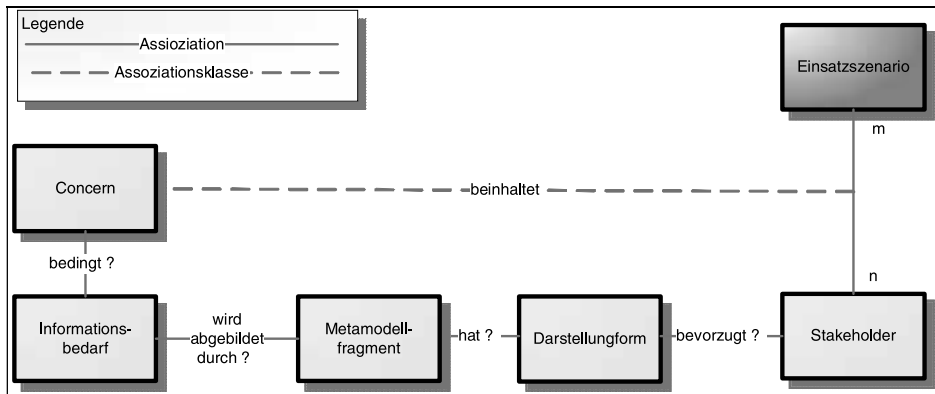 Legende
Assioziation
Assoziationsklasse
Einsatzszenario
m
Concern
beinhaltet
bedingt ?
n
Informations-
bedarf
wird
abgebildet
durch ?
Metamodell-
fragment
hat ?
Darstellungform
bevorzugt ?
Stakeholder